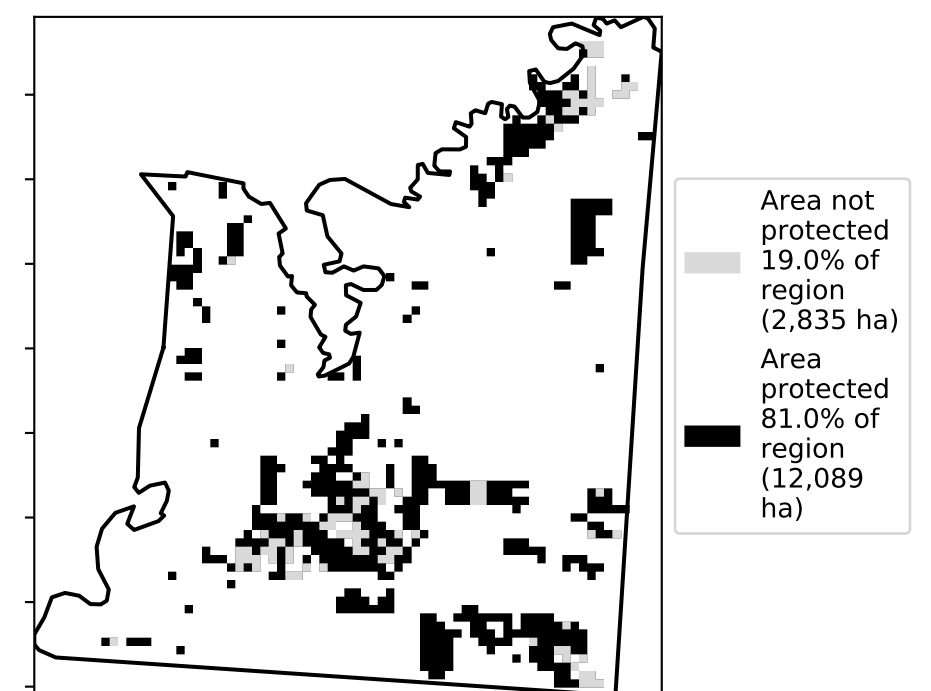 Area not
protected
19.0% of
region
(2,835 ha)
Area
protected
81.0% of
region
(12,089
ha)